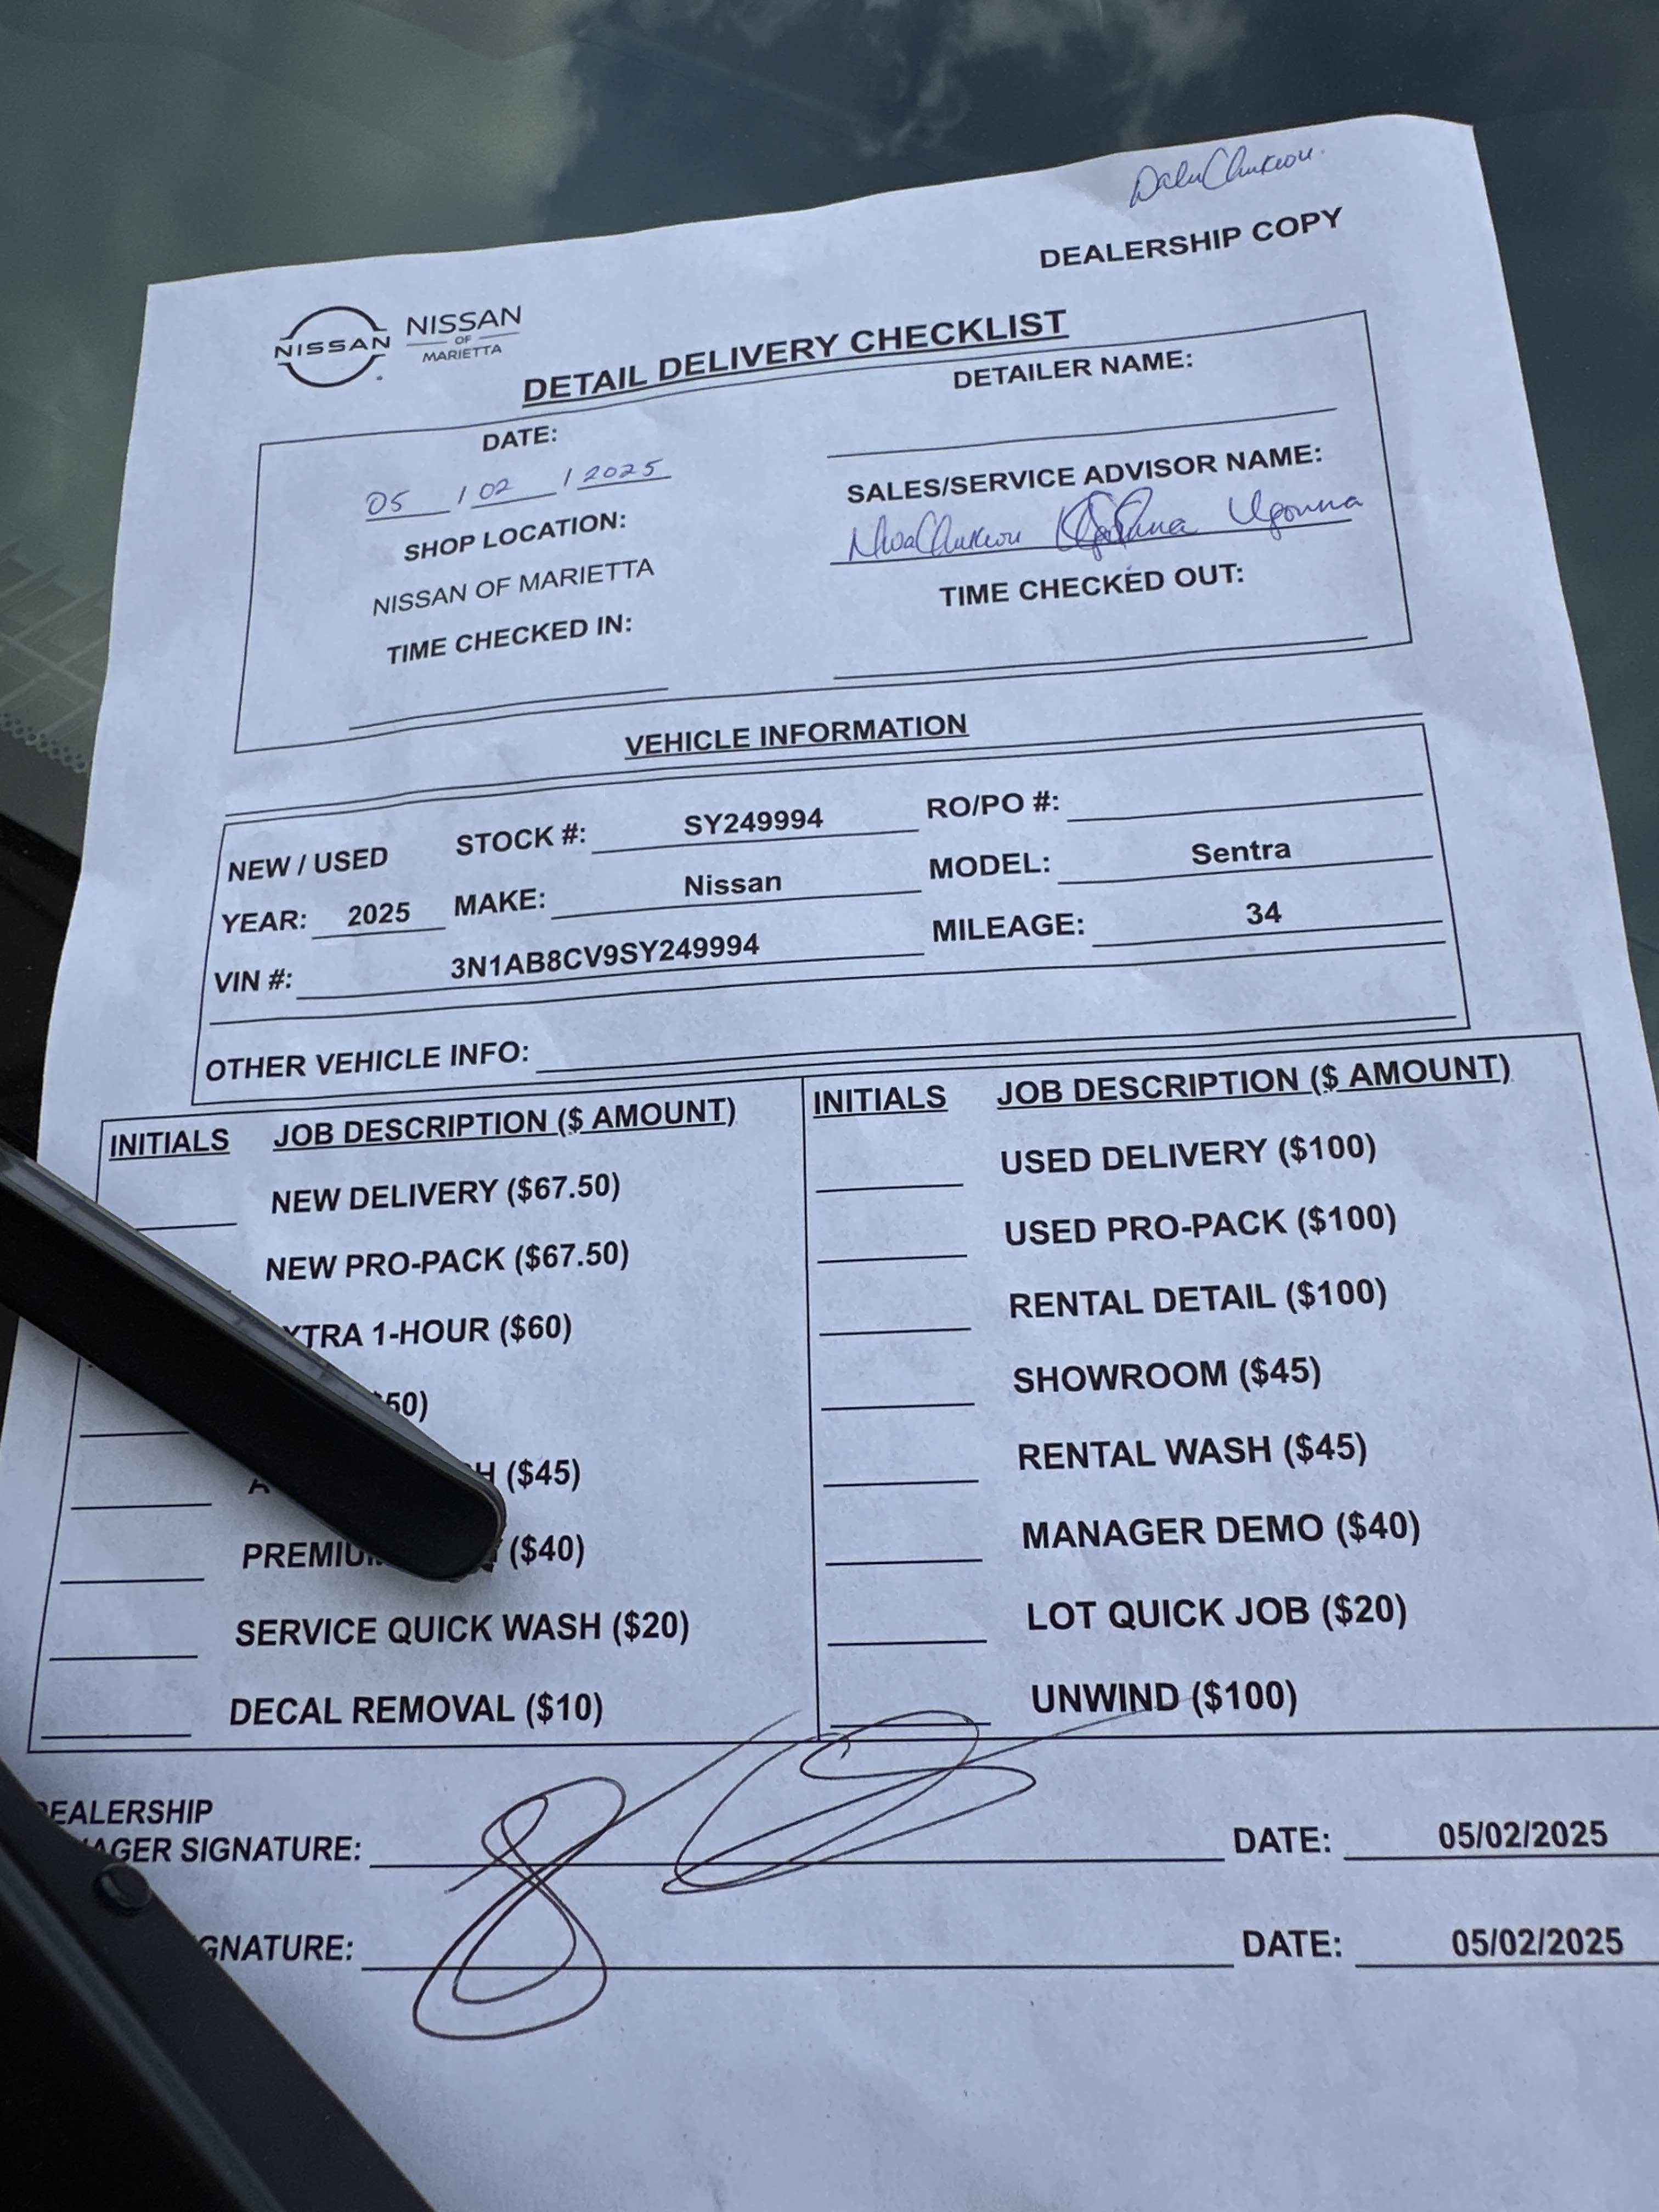 DEALERSHIP COPY
NISSAN
NISSAN
OF
MARIETTA
DETAIL DELIVERY CHECKLIST
DATE:
05 / 02 / 2025
SHOP LOCATION:
NISSAN OF MARIETTA
TIME CHECKED IN:
DETAILER NAME:
SALES/SERVICE ADVISOR NAME:
Ugonna
TIME CHECKED OUT:
VEHICLE INFORMATION
NEW / USED STOCK #: SY249994 RO/PO #:
YEAR: 2025 MAKE: Nissan MODEL: Sentra
VIN #: 3N1AB8CV9SY249994 MILEAGE: 34
OTHER VEHICLE INFO:
INITIALS JOB DESCRIPTION ($ AMOUNT)
NEW DELIVERY ($67.50)
NEW PRO-PACK ($67.50)
XTRA 1-HOUR ($60)
50)
H ($45)
($40)
SERVICE QUICK WASH ($20)
DECAL REMOVAL ($10)
INITIALS JOB DESCRIPTION ($ AMOUNT)
USED DELIVERY ($100)
USED PRO-PACK ($100)
RENTAL DETAIL ($100)
SHOWROOM ($45)
RENTAL WASH ($45)
MANAGER DEMO ($40)
LOT QUICK JOB ($20)
UNWIND ($100)
EALERSHIP
AGER SIGNATURE: DATE: 05/02/2025
GNATURE: DATE: 05/02/2025